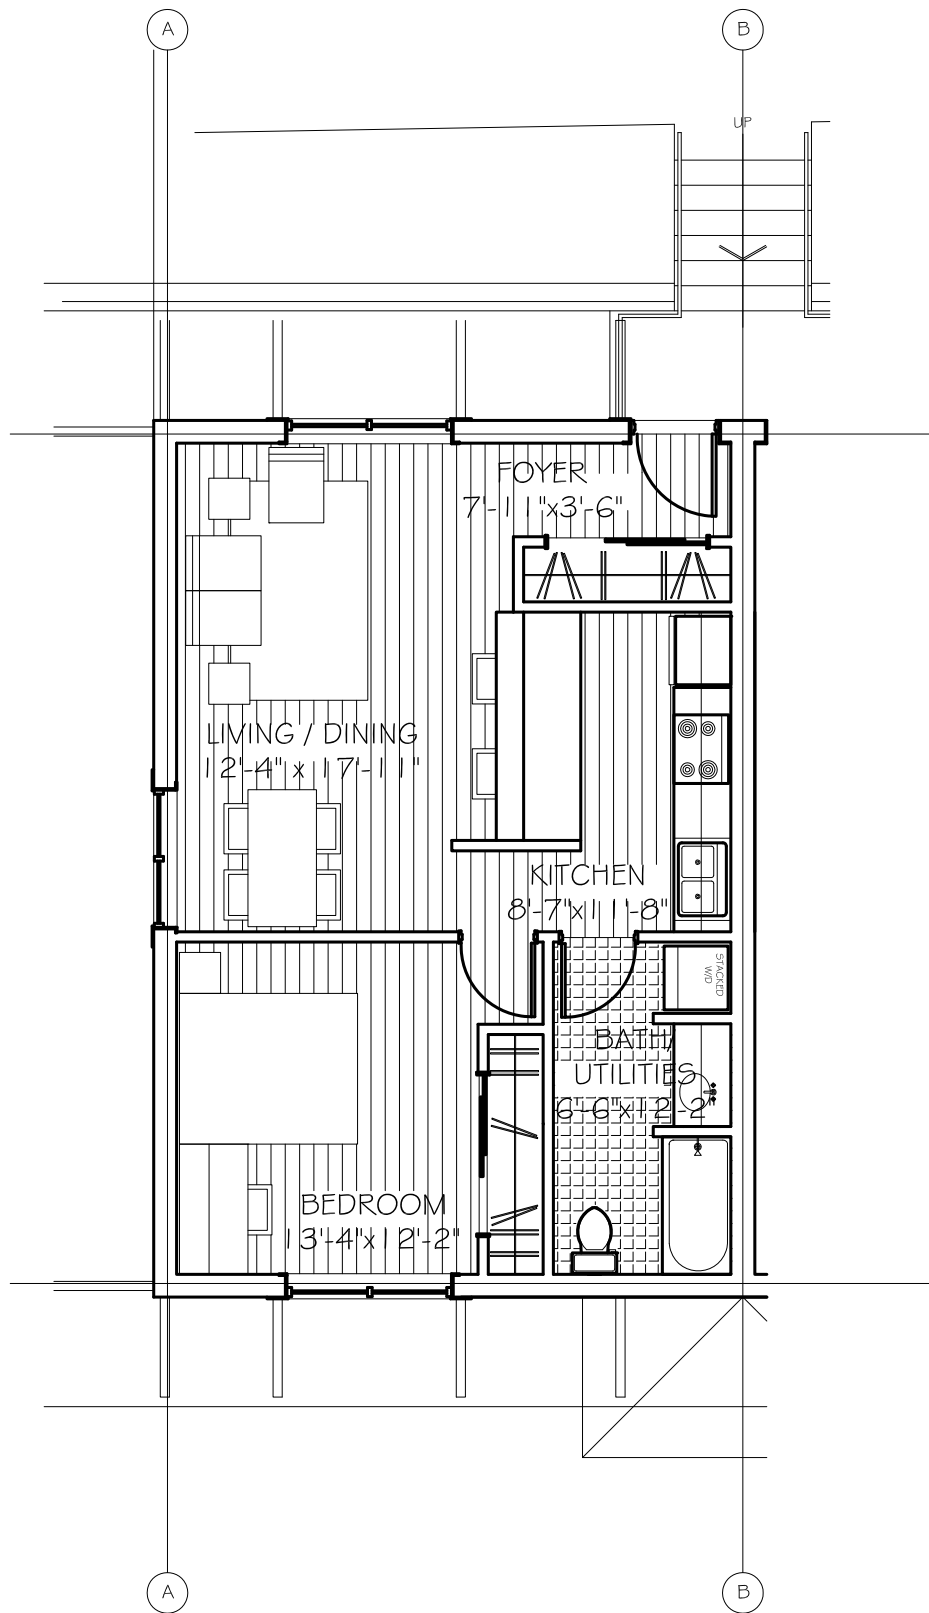 A
B
UP
FOYER
7'-11"x3'-6"
LIVING / DINING
12'-4" x 17'-11"
KITCHEN
8'-7"x11'-8"
STACKED
W/D
BATH/
UTILITIES
6'-6"x12'-2"
BEDROOM
13'-4"x12'-2"
A
B